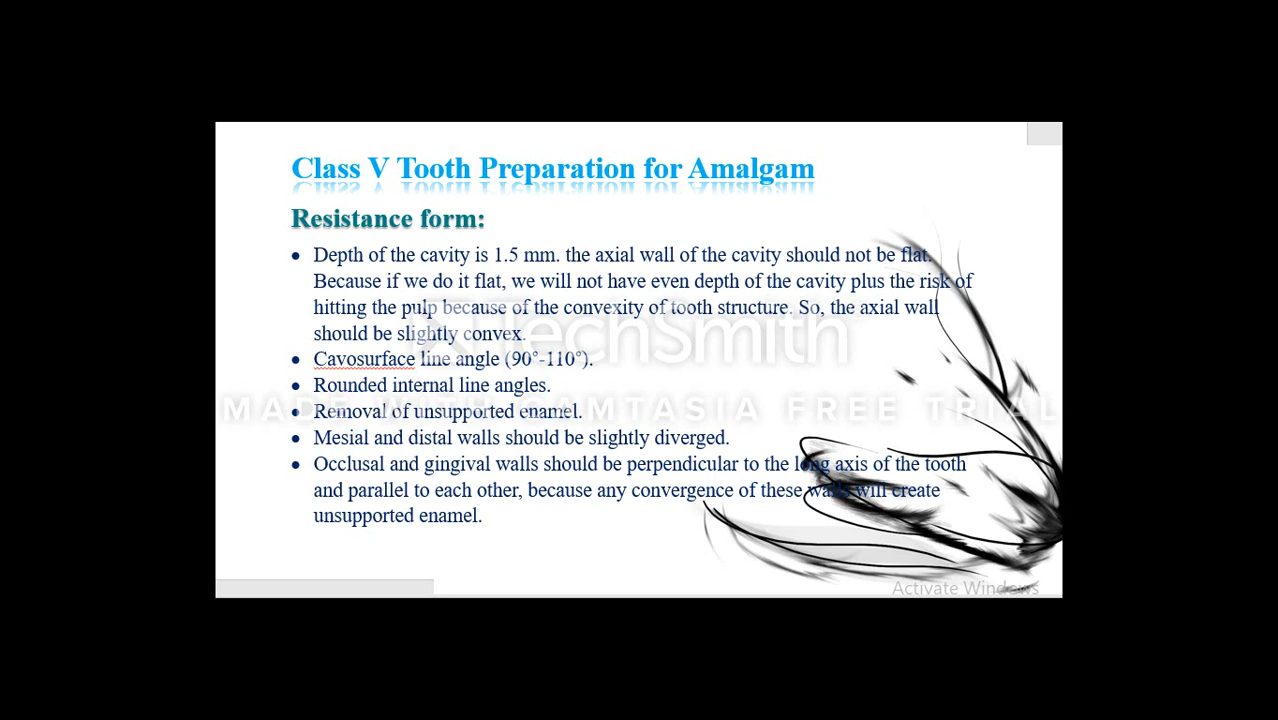 Class V Tooth Preparation for Amalgam
Resistance form:
• Depth of the cavity is 1.5 mm. the axial wall of the cavity should not be flat.
Because if we do it flat, we will not have even depth of the cavity plus the risk of
hitting the pulp because of the convexity of tooth structure. So, the axial wall
should be slightly convex.
TechSmith
• Cavosurface line angle (90°-110°).
• Rounded internal line angles.
MADE WITH CAMTASIA FREE TRIAL
• Removal of unsupported enamel.
• Mesial and distal walls should be slightly diverged.
• Occlusal and gingival walls should be perpendicular to the long axis of the tooth
and parallel to each other, because any convergence of these walls will create
unsupported enamel.
Activate Windows